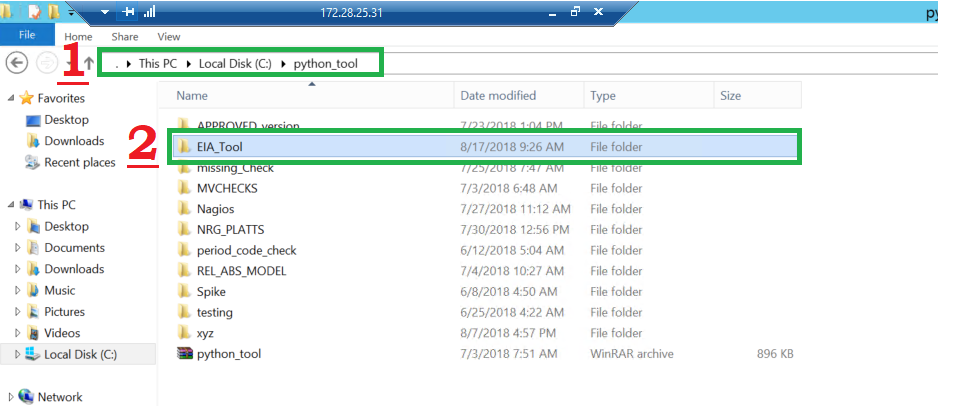 172.28.25.31
py
File Home Share View
1 . This PC Local Disk (C:) python_tool
Name Date modified Type Size
Favorites
Desktop
Downloads
Recent places
This PC
Desktop
Documents
Downloads
Music
Pictures
Videos
Local Disk (C:)
Network
APPROVED_version 7/23/2018 1:04 PM File folder
2 EIA_Tool 8/17/2018 9:26 AM File folder
missing_Check 7/25/2018 7:47 AM File folder
MVCHECKS 7/3/2018 6:48 AM File folder
Nagios 7/27/2018 11:12 AM File folder
NRG_PLATTS 7/30/2018 12:56 PM File folder
period_code_check 6/12/2018 5:04 AM File folder
REL_ABS_MODEL 7/4/2018 10:27 AM File folder
Spike 6/8/2018 4:50 AM File folder
testing 6/25/2018 4:22 AM File folder
xyz 8/7/2018 4:57 PM File folder
python_tool 7/3/2018 7:51 AM WinRAR archive 896 KB